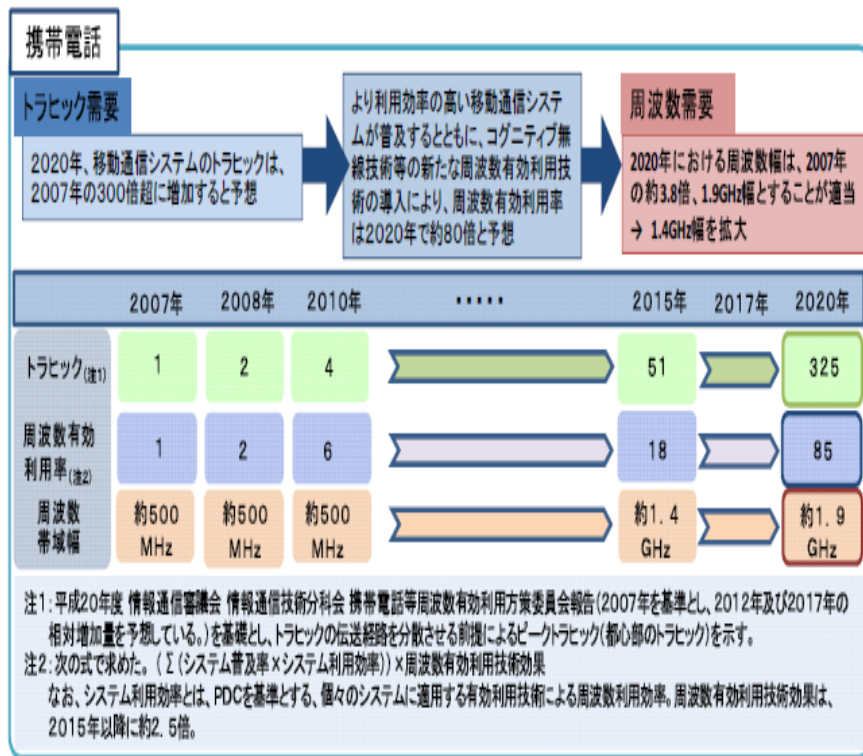 携帯電話
トラヒック需要
2020年、移動通信システムのトラヒックは、
2007年の300倍超に増加すると予想
より利用効率の高い移動通信システ
ムが普及するとともに、コグニティブ無
線技術等の新たな周波数有効利用技
術の導入により、周波数有効利用率
は2020年で約80倍と予想
周波数需要
2020年における周波数幅は、2007年
の約3.8倍、1.9GHz幅とすることが適当
→ 1.4GHz幅を拡大
2007年 2008年 2010年 ····· 2015年 2017年 2020年
トラヒック(注1) 1 2 4 51 325
周波数有効
利用率(注2) 1 2 6 18 85
周波数 約500 約500 約500 約1.4 約1.9
帯域幅 MHz MHz MHz GHz GHz
注1:平成20年度 情報通信審議会 情報通信技術分科会 携帯電話等周波数有効利用方策委員会報告(2007年を基準とし、2012年及び2017年の
相対増加量を予想している。)を基礎とし、トラヒックの伝送経路を分散させる前提によるピークトラヒック(都心部のトラヒック)を示す。
注2:次の式で求めた。(Σ(システム普及率×システム利用効率))×周波数有効利用技術効果
なお、システム利用効率とは、PDCを基準とする、個々のシステムに適用する有効利用技術による周波数利用効率。周波数有効利用技術効果は、
2015年以降に約2.5倍。